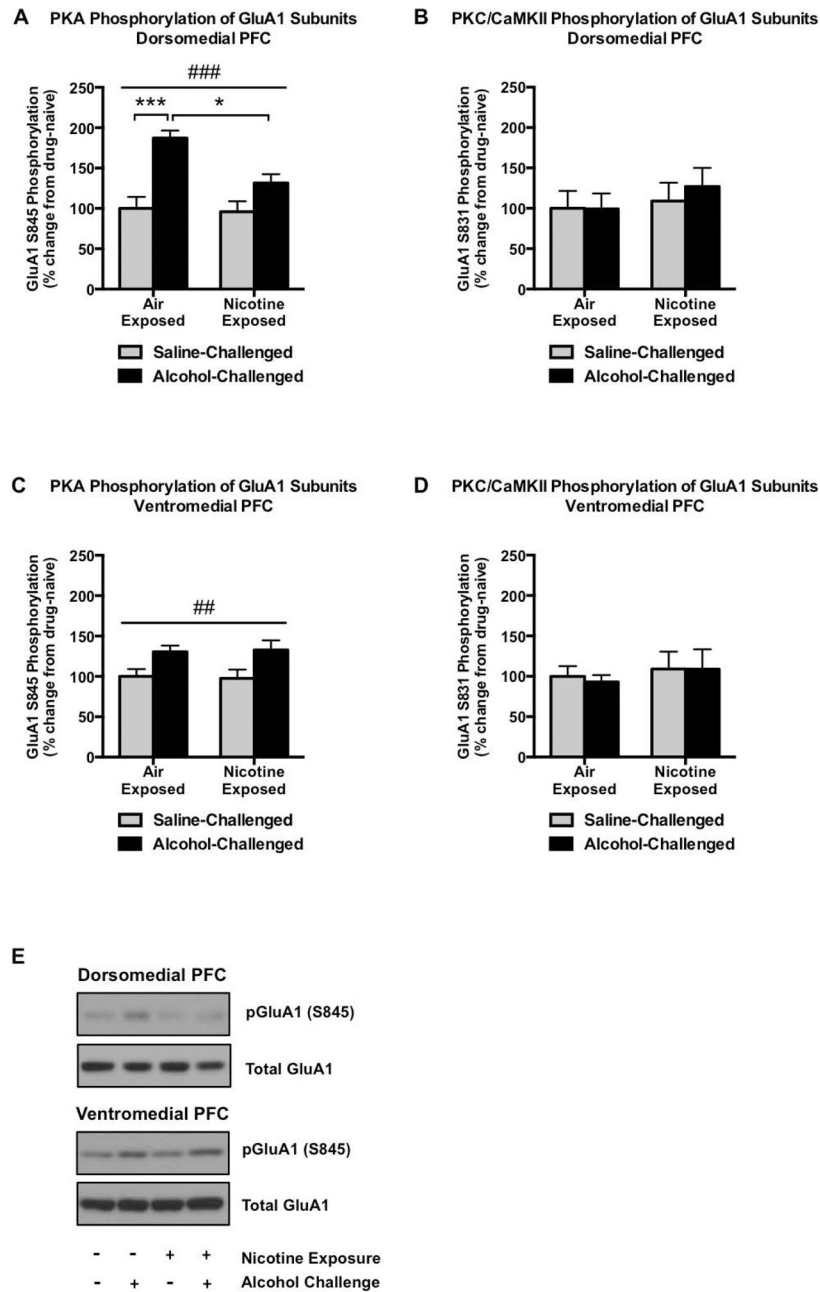 A
PKA Phosphorylation of GluA1 Subunits
Dorsomedial PFC
GluA1 S845 Phosphorylation
(% change from drug-naive)
250
200
150
100
50
0
###
***
*
Air
Exposed
Nicotine
Exposed
Saline-Challenged
Alcohol-Challenged
B
PKC/CaMKII Phosphorylation of GluA1 Subunits
Dorsomedial PFC
GluA1 S831 Phosphorylation
(% change from drug-naive)
250
200
150
100
50
0
Air
Exposed
Nicotine
Exposed
Saline-Challenged
Alcohol-Challenged
C
PKA Phosphorylation of GluA1 Subunits
Ventromedial PFC
GluA1 S845 Phosphorylation
(% change from drug-naive)
250
200
150
100
50
0
##
Air
Exposed
Nicotine
Exposed
Saline-Challenged
Alcohol-Challenged
D
PKC/CaMKII Phosphorylation of GluA1 Subunits
Ventromedial PFC
GluA1 S831 Phosphorylation
(% change from drug-naive)
250
200
150
100
50
0
Air
Exposed
Nicotine
Exposed
Saline-Challenged
Alcohol-Challenged
E
Dorsomedial PFC
pGluA1 (S845)
Total GluA1
Ventromedial PFC
pGluA1 (S845)
Total GluA1
- - + + Nicotine Exposure
- + - + Alcohol Challenge